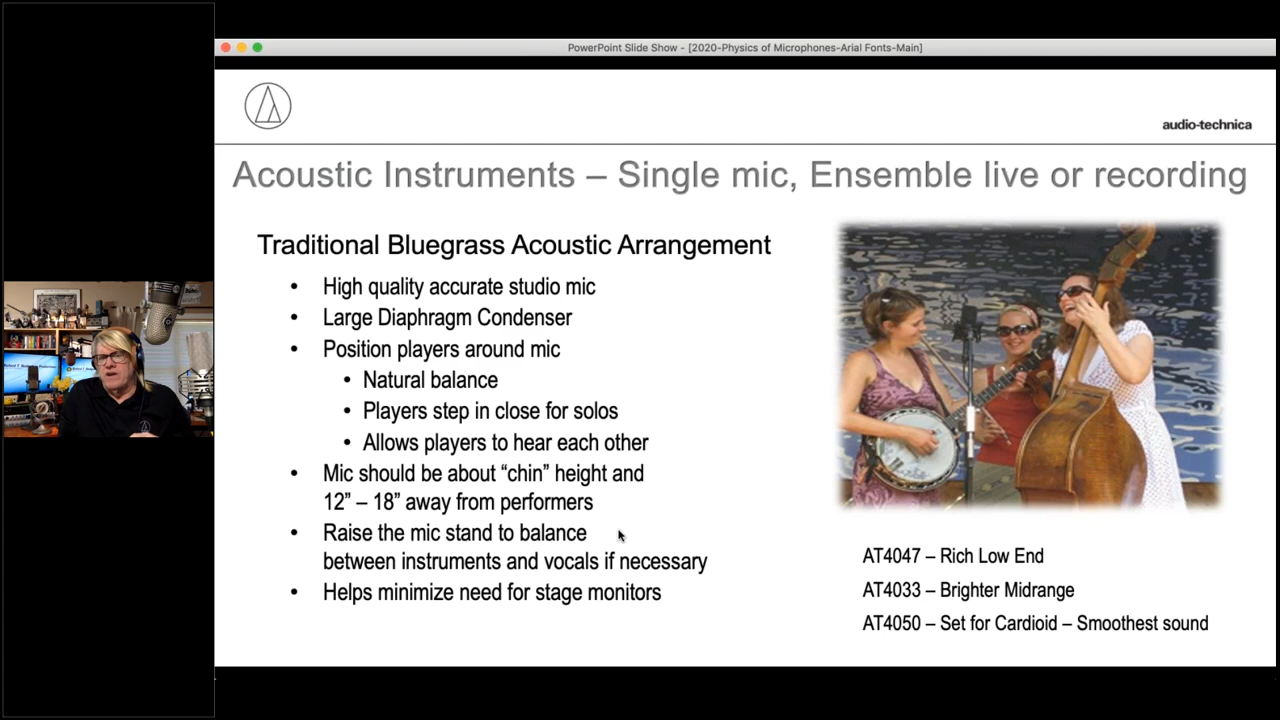 PowerPoint Slide Show - [2020-Physics of Microphones-Arial Fonts-Main]
audio-technica
Acoustic Instruments – Single mic, Ensemble live or recording
Traditional Bluegrass Acoustic Arrangement
• High quality accurate studio mic
• Large Diaphragm Condenser
• Position players around mic
• Natural balance
• Players step in close for solos
• Allows players to hear each other
• Mic should be about “chin” height and
12” – 18” away from performers
• Raise the mic stand to balance
between instruments and vocals if necessary
• Helps minimize need for stage monitors
AT4047 – Rich Low End
AT4033 – Brighter Midrange
AT4050 – Set for Cardioid – Smoothest sound